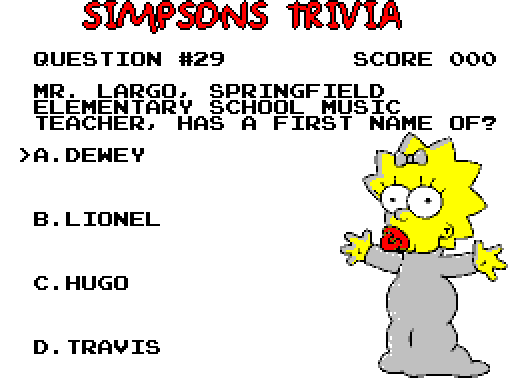 SIMPSONS TRIVIA
QUESTION #29 SCORE 000
MR. LARGO, SPRINGFIELD
ELEMENTARY SCHOOL MUSIC
TEACHER, HAS A FIRST NAME OF?
>A.DEWEY
B.LIONEL
C.HUGO
D.TRAVIS